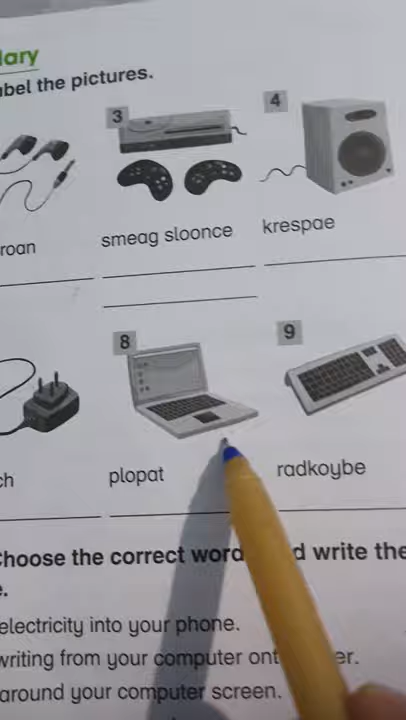 lary
abel the pictures.
3
4
roan
smeag sloonce
krespae
8
9
ch
plopat
radkoybe
Choose the correct word d write the
e.
electricity into your phone.
writing from your computer ont er.
around your computer screen.